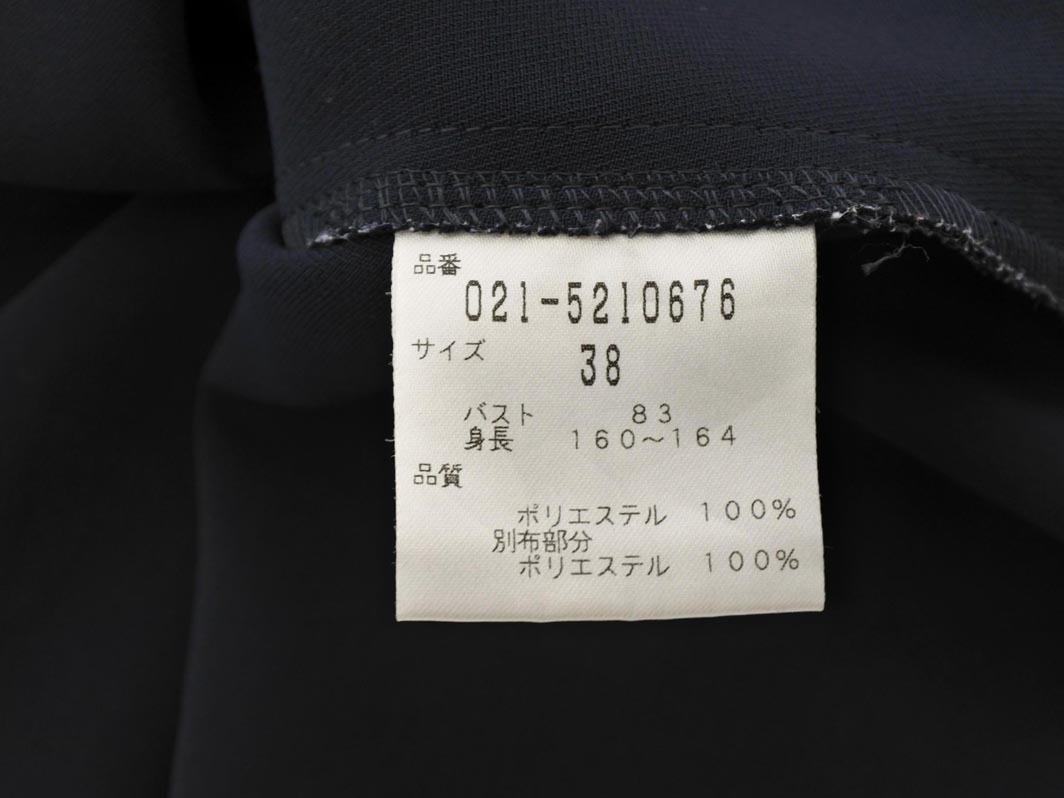 品番
021-5210676
サイズ 38
バスト 83
身長 160～164
品質
ポリエステル 100%
別布部分
ポリエステル 100%